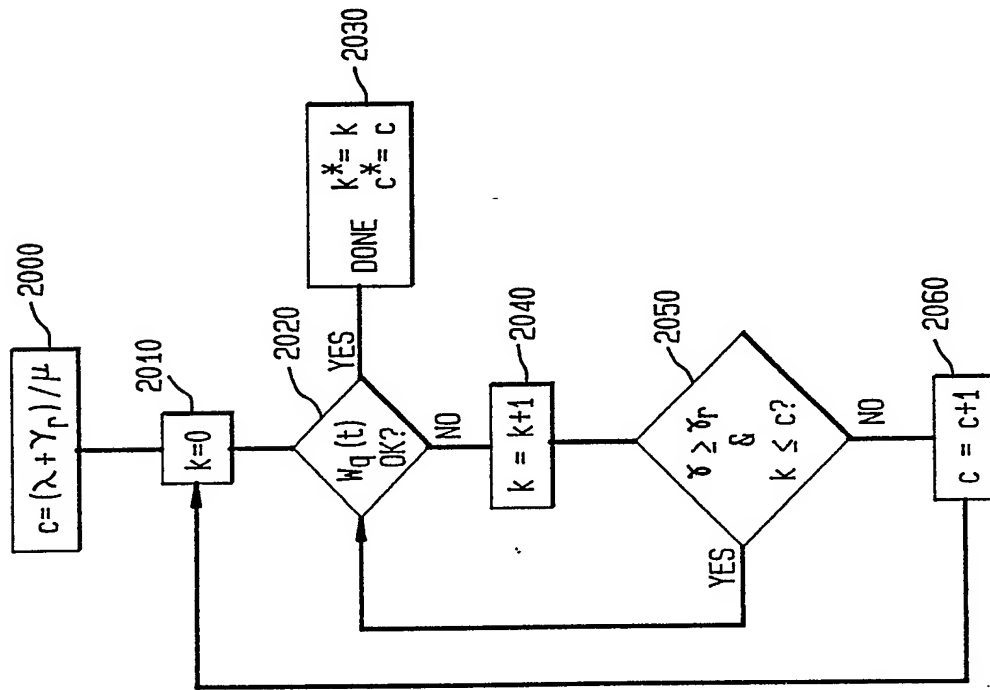 2000
c=(λ+γr)/μ
2010
k=0
2020
Wq(t)
OK?
YES
2030
k*= k
DONE c*= c
NO
2040
k = k+1
2050
γ ≥ γr
&
k ≤ c?
YES
NO
2060
c = c+1